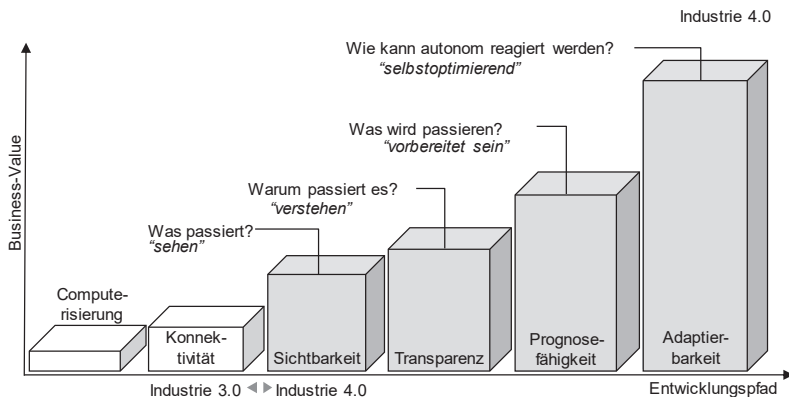 Industrie 4.0
Wie kann autonom reagiert werden?
“selbstoptimierend”
Was wird passieren?
“vorbereitet sein”
Warum passiert es?
“verstehen”
Was passiert?
“sehen”
Business-Value
Compute-
risierung
Konnek-
tivität
Sichtbarkeit
Transparenz
Prognose-
fähigkeit
Adaptier-
barkeit
Industrie 3.0
Industrie 4.0
Entwicklungspfad